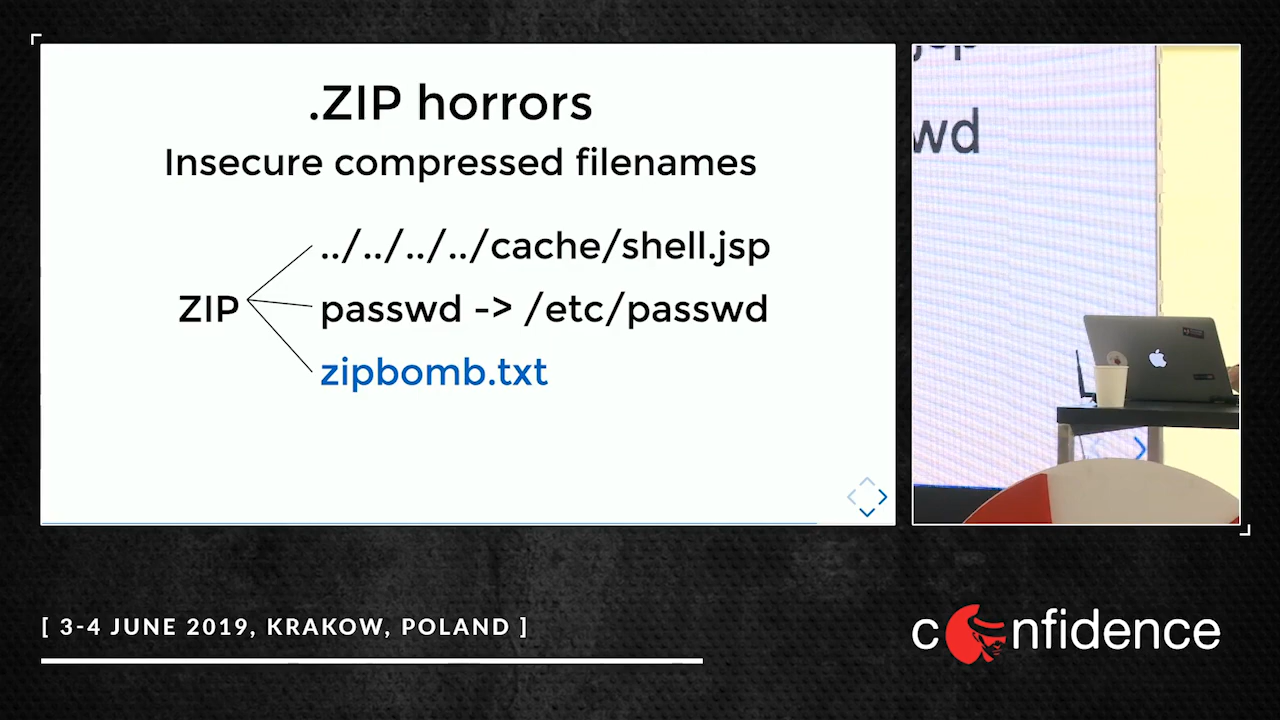 .ZIP horrors
Insecure compressed filenames
../../../../cache/shell.jsp
ZIP
passwd -> /etc/passwd
zipbomb.txt
wd
[ 3-4 JUNE 2019, KRAKOW, POLAND ]
confidence